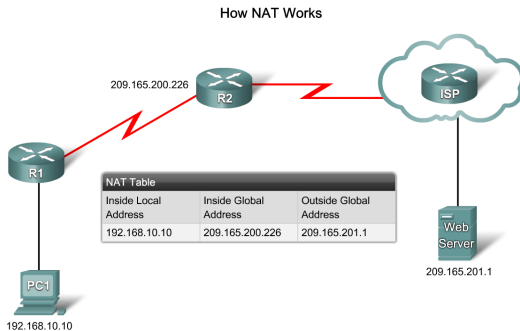 How NAT Works
209.165.200.226
R2
ISP
R1
NAT Table
Inside Local Address
Inside Global Address
Outside Global Address
192.168.10.10
209.165.200.226
209.165.201.1
Web Server
209.165.201.1
PC1
192.168.10.10